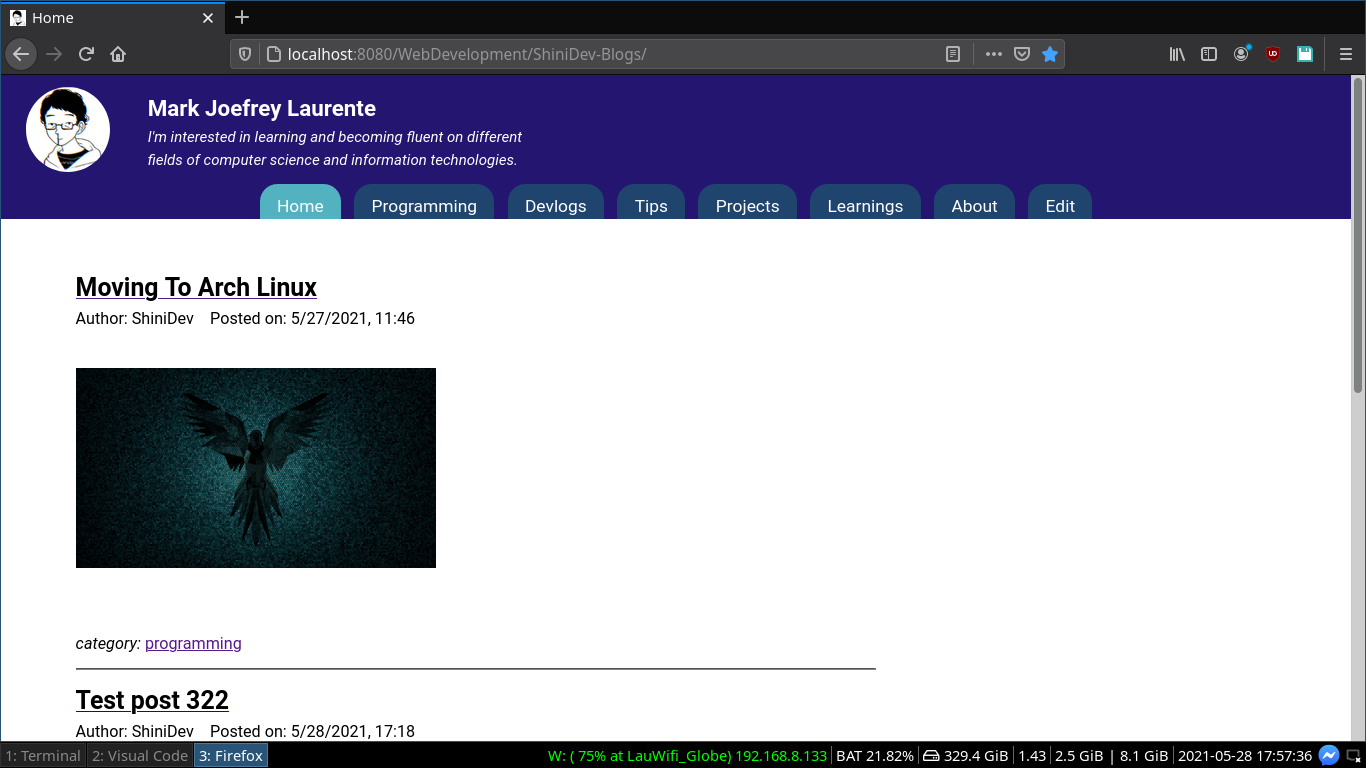 Home
localhost:8080/WebDevelopment/ShiniDev-Blogs/
Mark Joefrey Laurente
I'm interested in learning and becoming fluent on different
fields of computer science and information technologies.
Home Programming Devlogs Tips Projects Learnings About Edit
Moving To Arch Linux
Author: ShiniDev Posted on: 5/27/2021, 11:46
category: programming
Test post 322
Author: ShiniDev Posted on: 5/28/2021, 17:18
1: Terminal 2: Visual Code 3: Firefox W: ( 75% at LauWifi_Globe) 192.168.8.133 BAT 21.82% 329.4 GiB 1.43 2.5 GiB | 8.1 GiB 2021-05-28 17:57:36